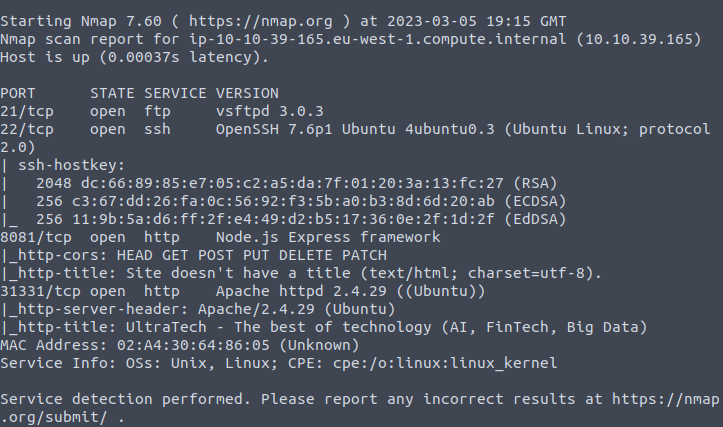 Starting Nmap 7.60 ( https://nmap.org ) at 2023-03-05 19:15 GMT
Nmap scan report for ip-10-10-39-165.eu-west-1.compute.internal (10.10.39.165)
Host is up (0.00037s latency).
PORT      STATE SERVICE VERSION
21/tcp    open  ftp     vsftpd 3.0.3
22/tcp    open  ssh     OpenSSH 7.6p1 Ubuntu 4ubuntu0.3 (Ubuntu Linux; protocol
2.0)
| ssh-hostkey:
|   2048 dc:66:89:85:e7:05:c2:a5:da:7f:01:20:3a:13:fc:27 (RSA)
|   256 c3:67:dd:26:fa:0c:56:92:f3:5b:a0:b3:8d:6d:20:ab (ECDSA)
|_  256 11:9b:5a:d6:ff:2f:e4:49:d2:b5:17:36:0e:2f:1d:2f (EdDSA)
8081/tcp  open  http    Node.js Express framework
|_http-cors: HEAD GET POST PUT DELETE PATCH
|_http-title: Site doesn't have a title (text/html; charset=utf-8).
31331/tcp open  http    Apache httpd 2.4.29 ((Ubuntu))
|_http-server-header: Apache/2.4.29 (Ubuntu)
|_http-title: UltraTech - The best of technology (AI, FinTech, Big Data)
MAC Address: 02:A4:30:64:86:05 (Unknown)
Service Info: OSs: Unix, Linux; CPE: cpe:/o:linux:linux_kernel
Service detection performed. Please report any incorrect results at https://nmap
.org/submit/ .